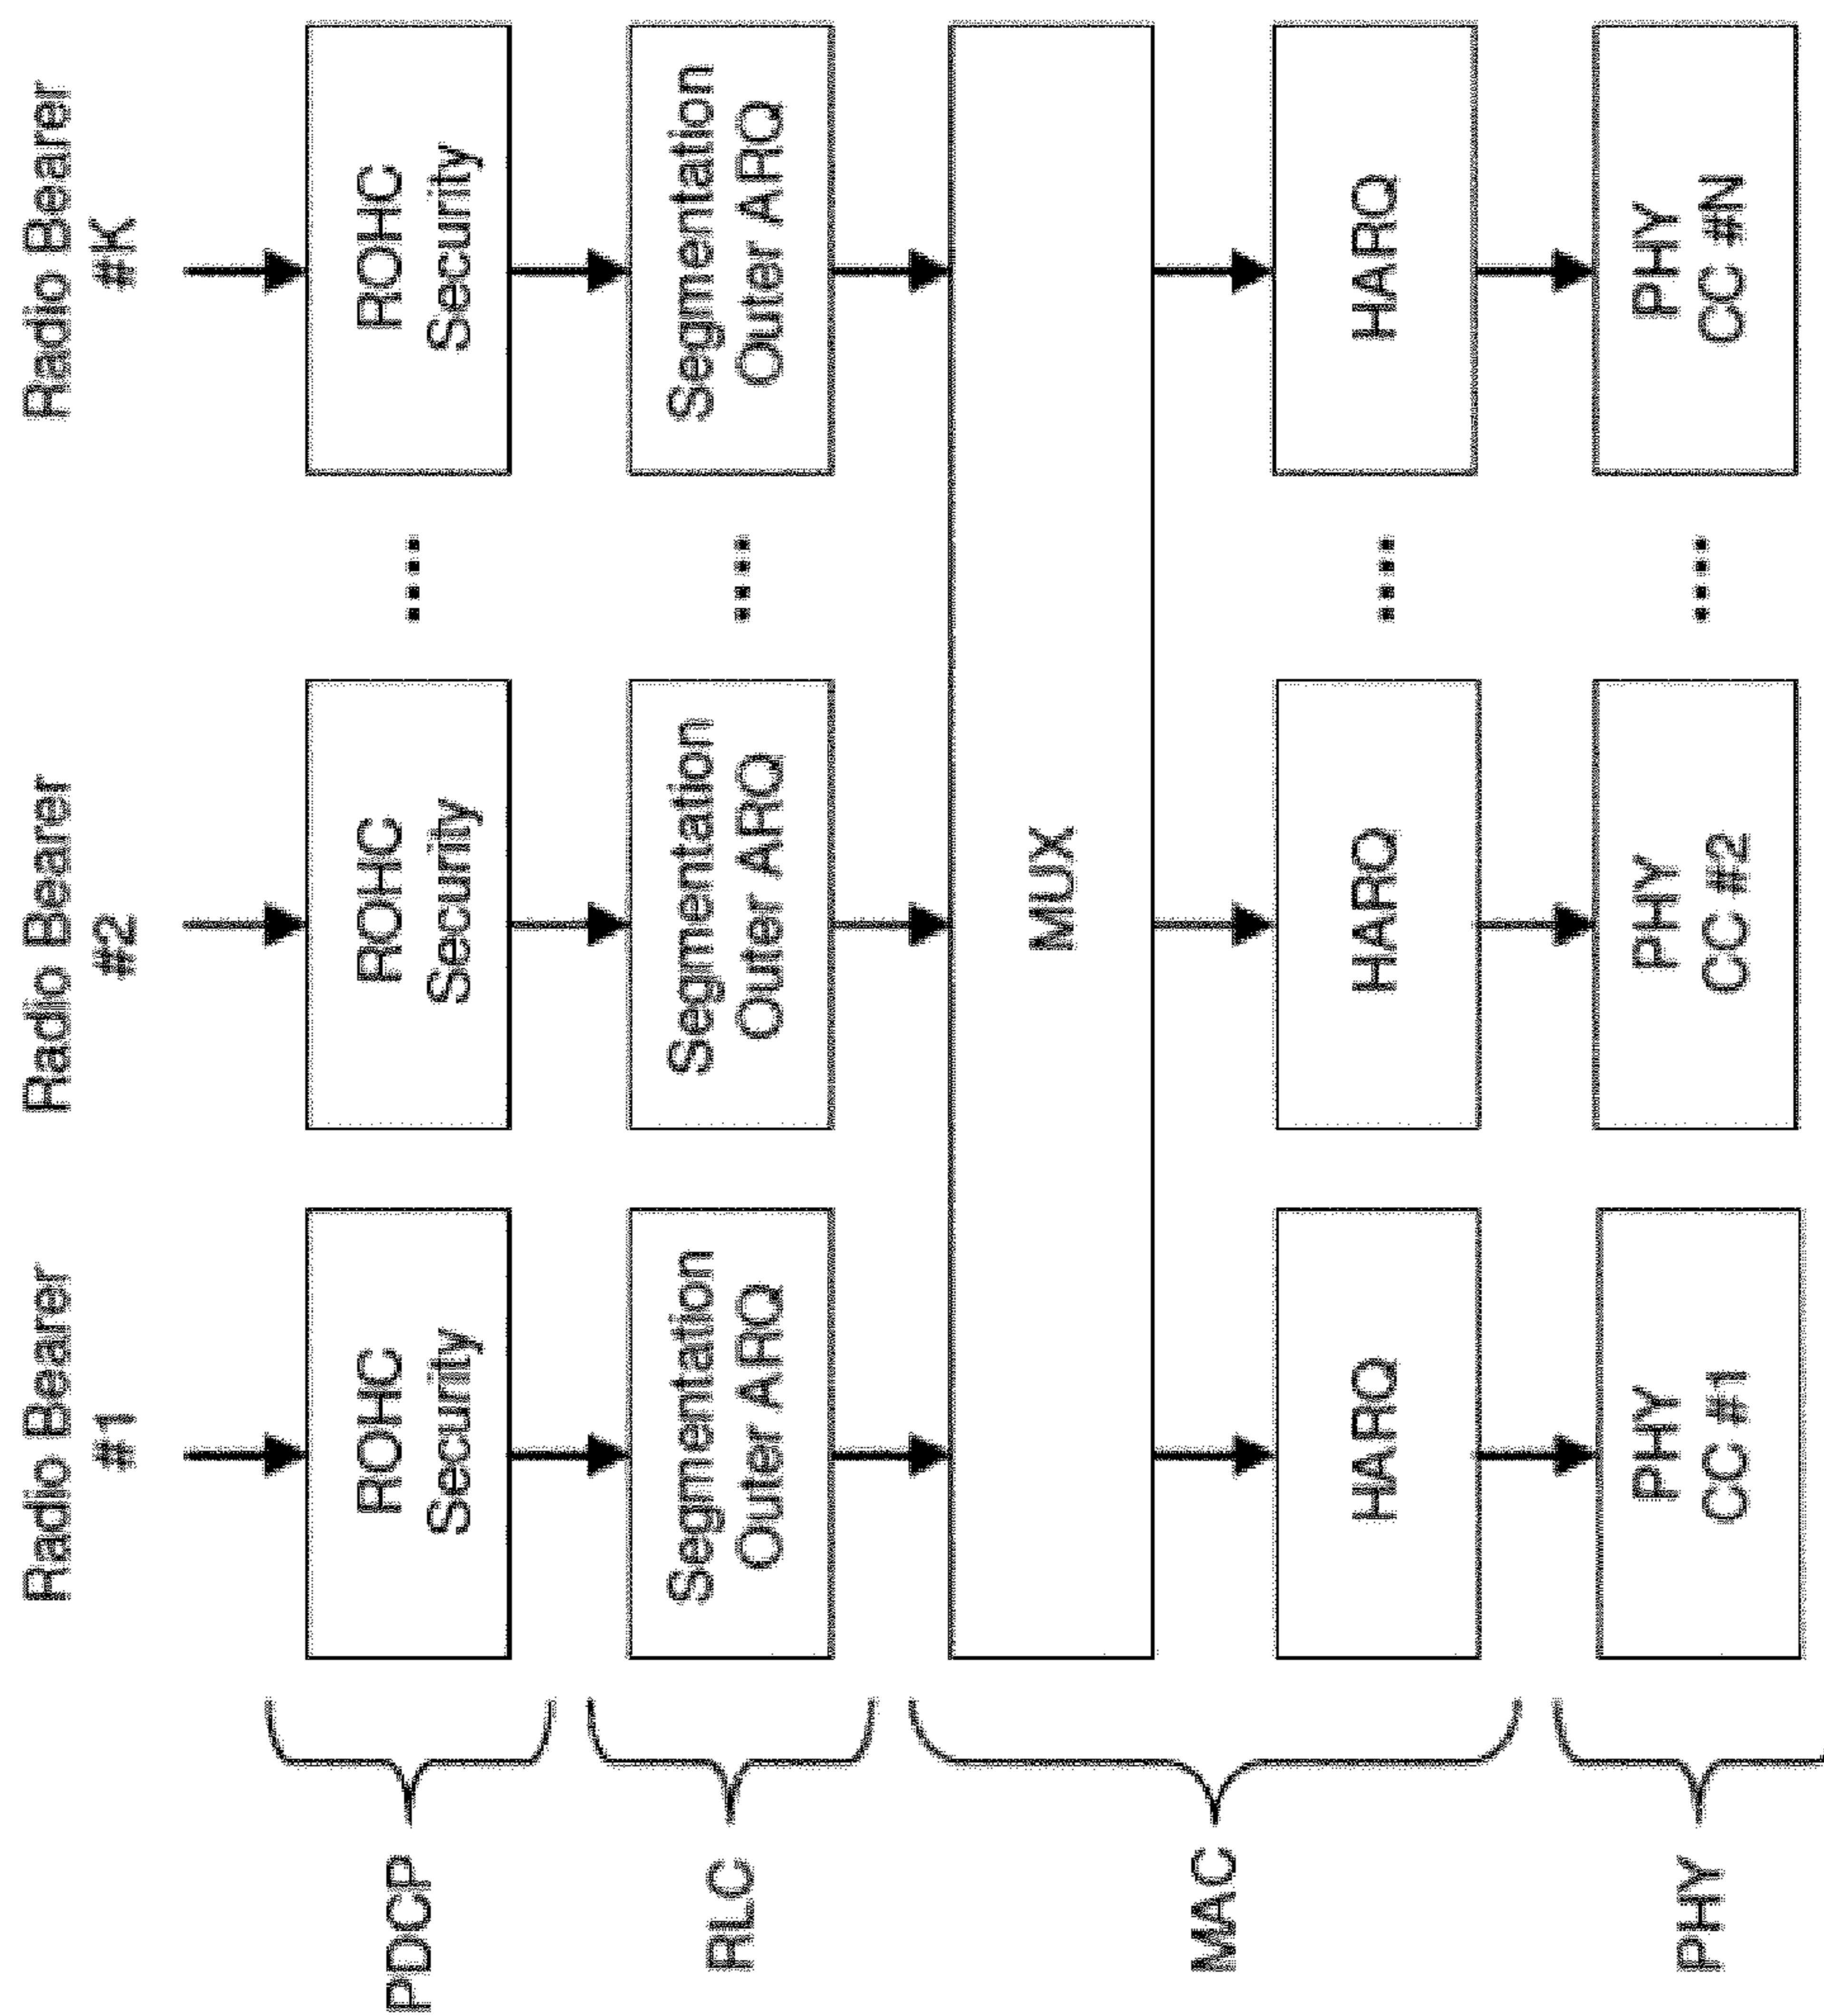 Radio Bearer
#1
Radio Bearer
#2
Radio Bearer
#K
PDCP
ROHC
Security
ROHC
Security
....
ROHC
Security
RLC
Segmentation
Outer ARQ
Segmentation
Outer ARQ
....
Segmentation
Outer ARQ
MAC
MUX
HARQ
HARQ
....
HARQ
PHY
PHY
CC #1
PHY
CC #2
....
PHY
CC #N